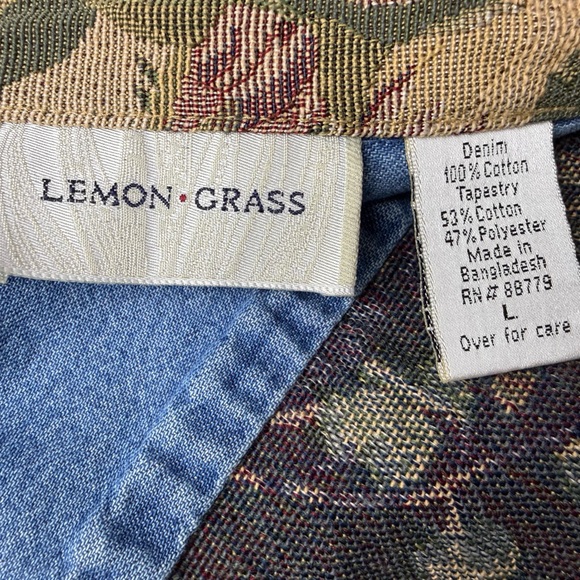 LEMON · GRASS
Denim
100% Cotton
Tapestry
53% Cotton
47% Polyester
Made in
Bangladesh
RN# 88779
L
Over for care